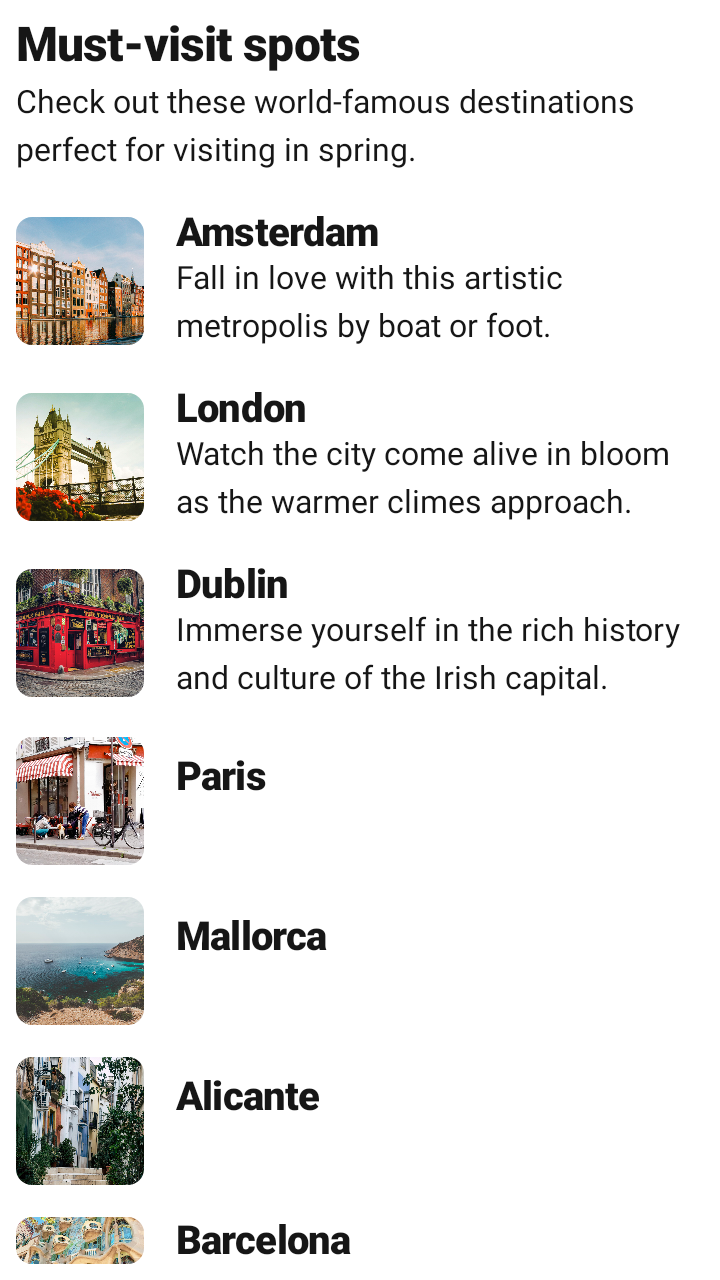 Must-visit spots
Check out these world-famous destinations
perfect for visiting in spring.
Amsterdam
Fall in love with this artistic
metropolis by boat or foot.
London
Watch the city come alive in bloom
as the warmer climes approach.
Dublin
Immerse yourself in the rich history
and culture of the Irish capital.
Paris
Mallorca
Alicante
Barcelona